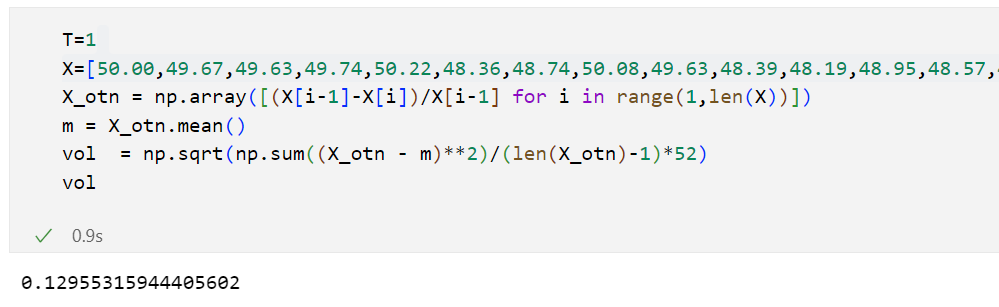 T=1
X=[50.00,49.67,49.63,49.74,50.22,48.36,48.74,50.08,49.63,48.39,48.19,48.95,48.57,
X_otn = np.array([(X[i-1]-X[i])/X[i-1] for i in range(1,len(X))])
m = X_otn.mean()
vol  = np.sqrt(np.sum((X_otn - m)**2)/(len(X_otn)-1)*52)
vol
0.9s
0.12955315944405602